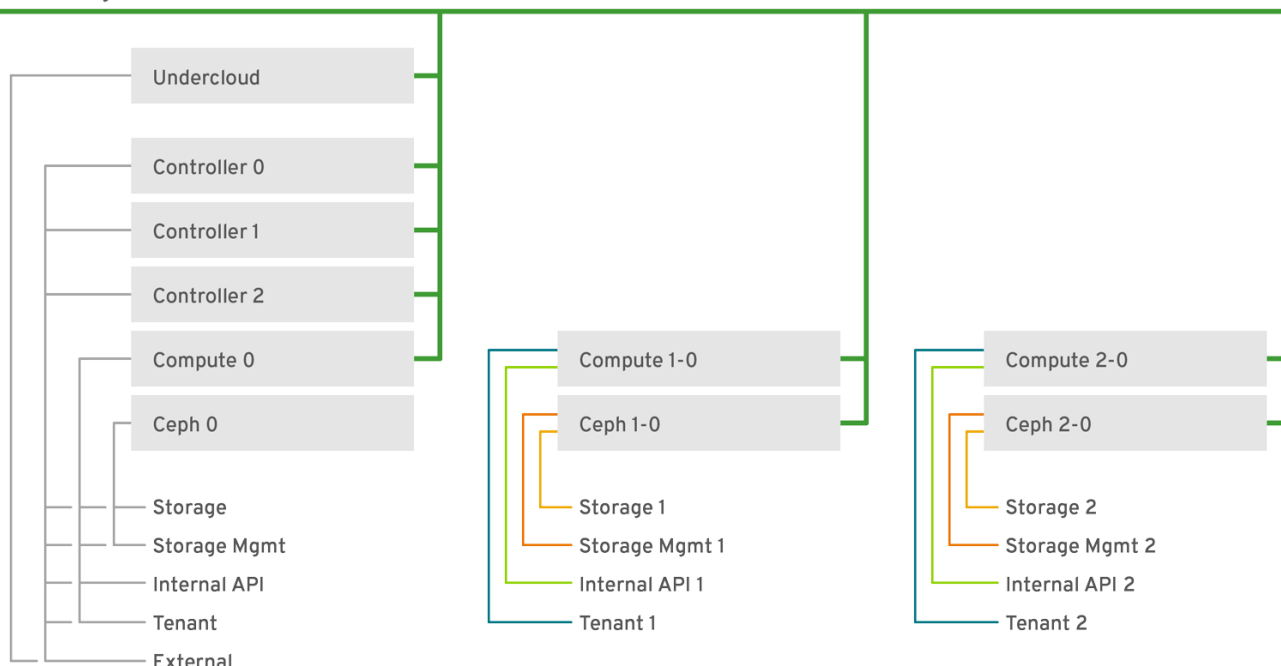 Undercloud
Controller 0
Controller 1
Controller 2
Compute 0
Ceph 0
Storage
Storage Mgmt
Internal API
Tenant
External
Compute 1-0
Ceph 1-0
Storage 1
Storage Mgmt 1
Internal API 1
Tenant 1
Compute 2-0
Ceph 2-0
Storage 2
Storage Mgmt 2
Internal API 2
Tenant 2